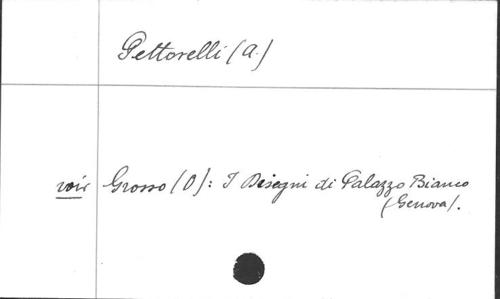 Pettorelli (A.)
voir Grosso (O): I Disegni di Palazzo Bianco
(Genova).